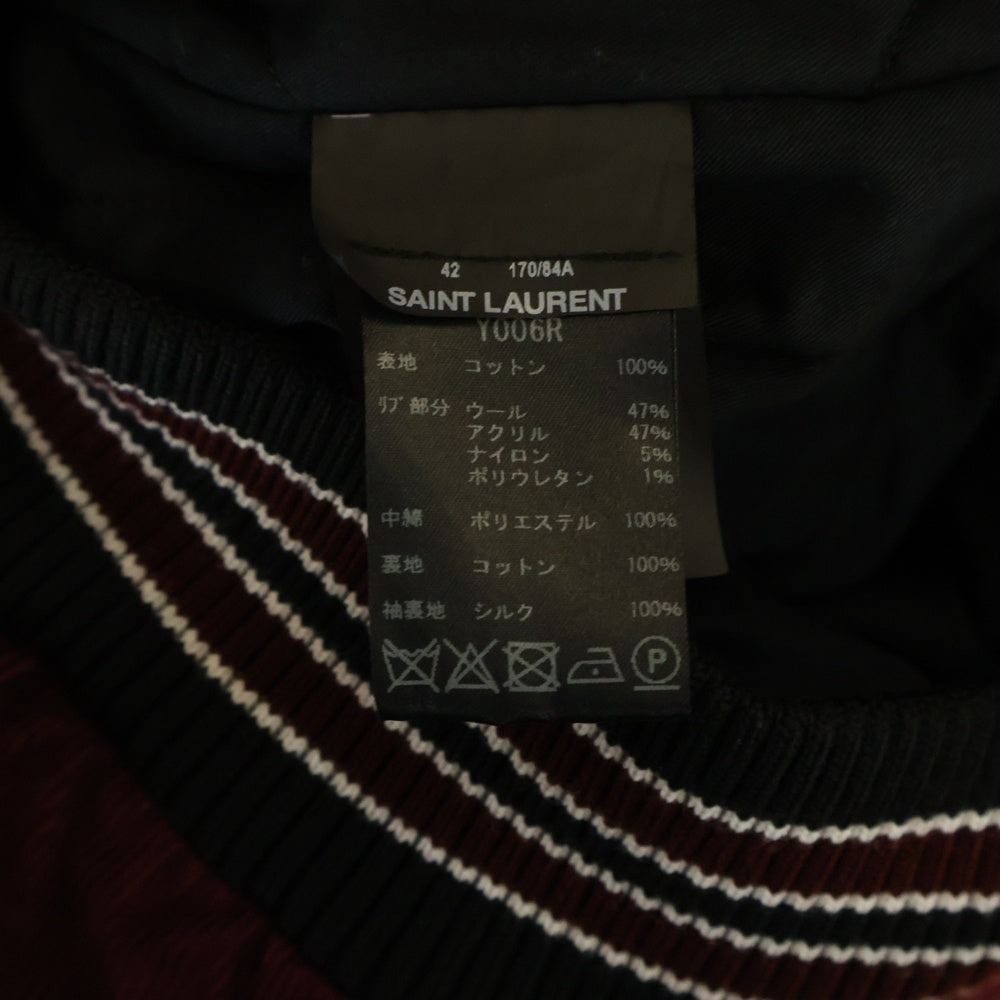 42 170/84A
SAINT LAURENT
Y006R
表地 コットン 100%
ﾘﾌﾞ部分 ウール 47%
アクリル 47%
ナイロン 5%
ポリウレタン 1%
中綿 ポリエステル 100%
裏地 コットン 100%
袖裏地 シルク 100%
P